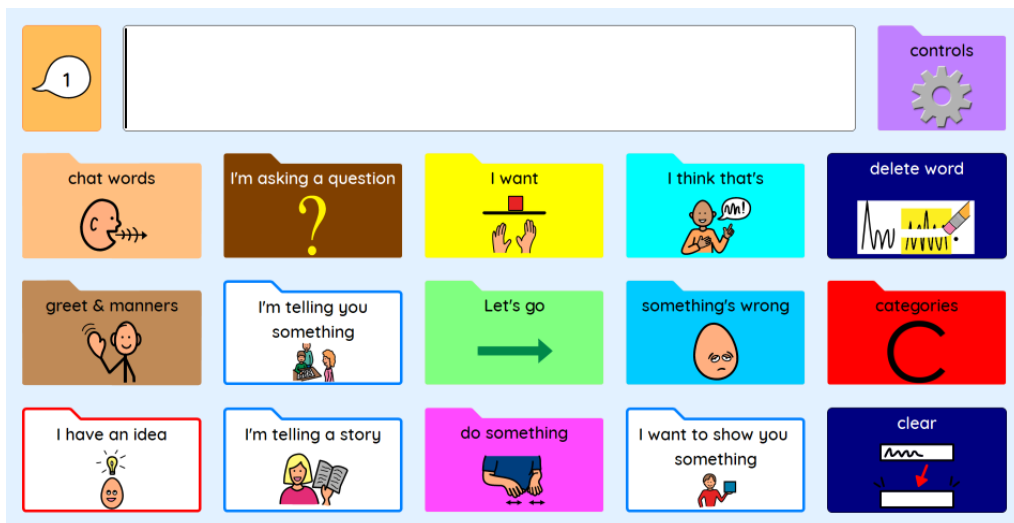 1
controls
chat words
I'm asking a question
?
I want
I think that's
delete word
greet & manners
I'm telling you
something
Let's go
something's wrong
categories
C
I have an idea
I'm telling a story
do something
I want to show you
something
clear